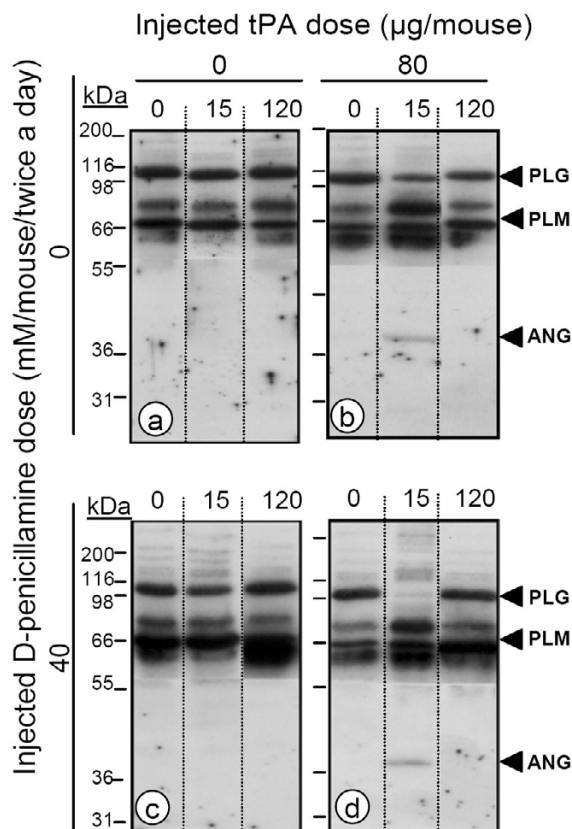 Injected tPA dose (µg/mouse)
0
80
kDa
0 15 120
0 15 120
200
116
98
66
55
36
31
PLG
PLM
ANG
a
b
kDa
0 15 120
0 15 120
200
116
98
66
55
36
31
PLG
PLM
ANG
c
d
Injected D-penicillamine dose (mM/mouse/twice a day)
0
40